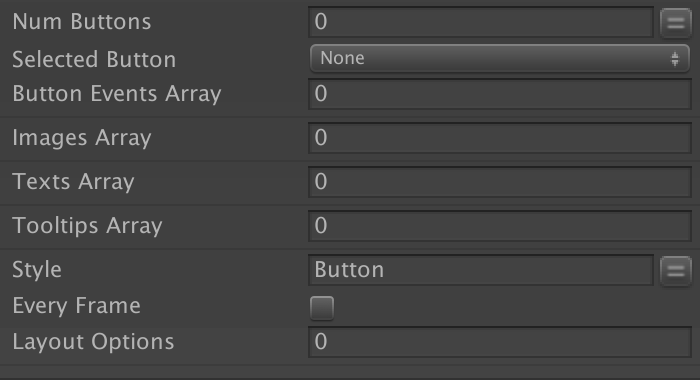 Num Buttons 0
Selected Button None
Button Events Array 0
Images Array 0
Texts Array 0
Tooltips Array 0
Style Button
Every Frame
Layout Options 0